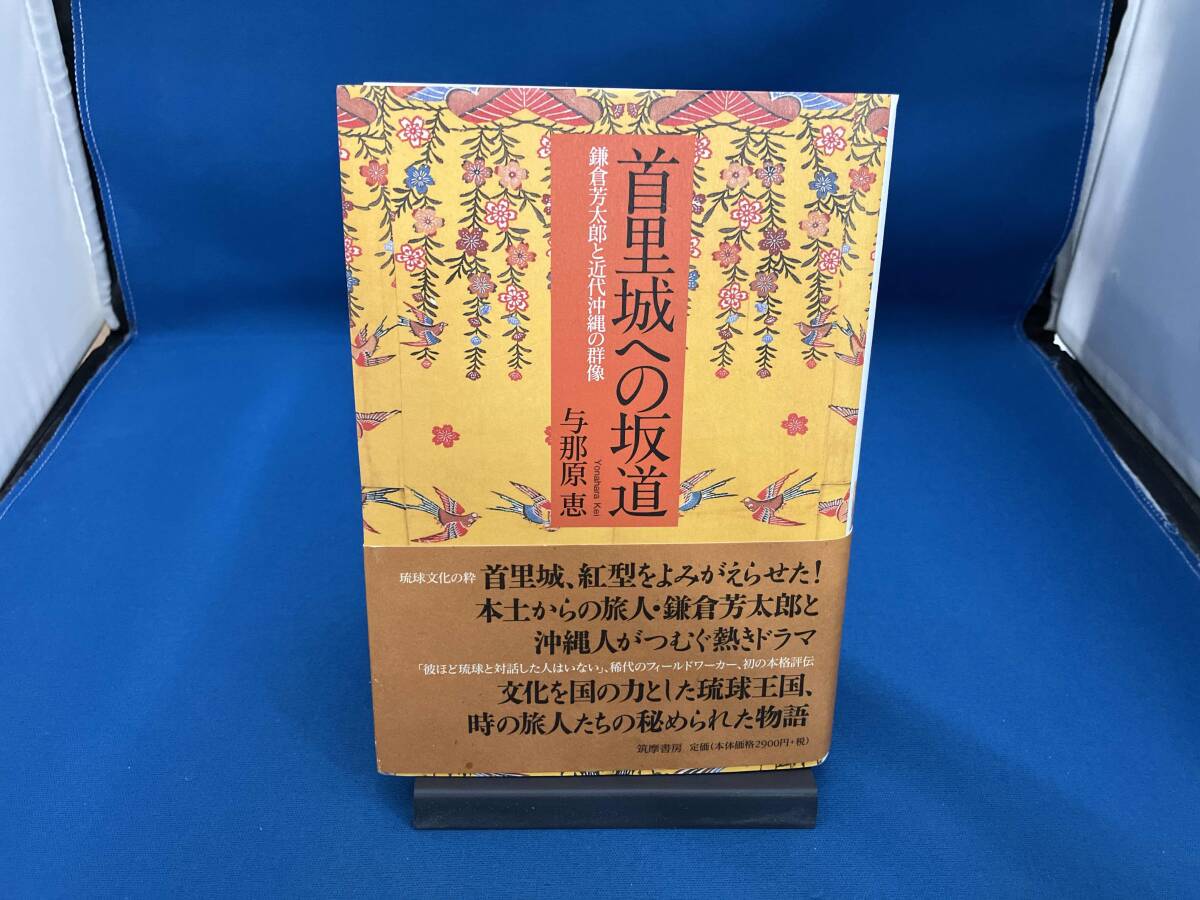 首里城への坂道
鎌倉芳太郎と近代沖縄の群像
与那原 恵
Yonahara Kei
琉球文化の粋 首里城、紅型をよみがえらせた!
本土からの旅人・鎌倉芳太郎と
沖縄人がつむぐ熱きドラマ
「彼ほど琉球と対話した人はいない」、稀代のフィールドワーカー、初の本格評伝
文化を国の力とした琉球王国、
時の旅人たちの秘められた物語
筑摩書房 定価(本体価格2900円+税)